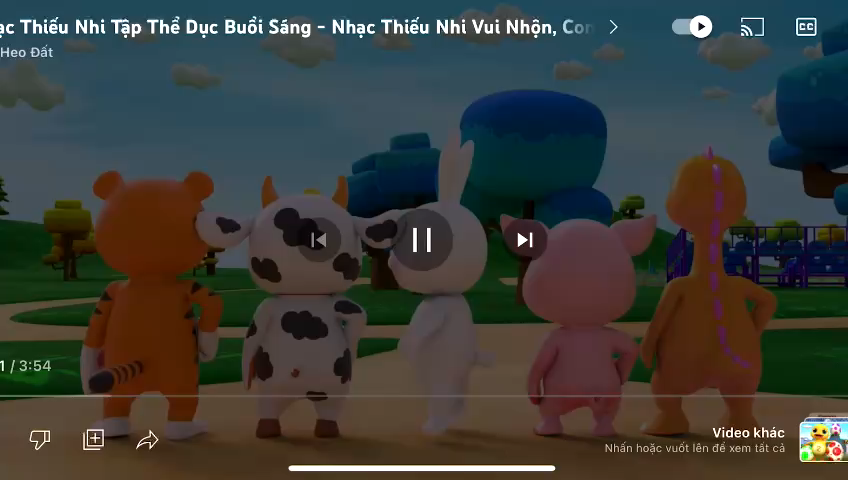 ạc Thiếu Nhi Tập Thể Dục Buổi Sáng - Nhạc Thiếu Nhi Vui Nhộn, Con
Heo Đất
CC
1 / 3:54
Video khác
Nhấn hoặc vuốt lên để xem tất cả